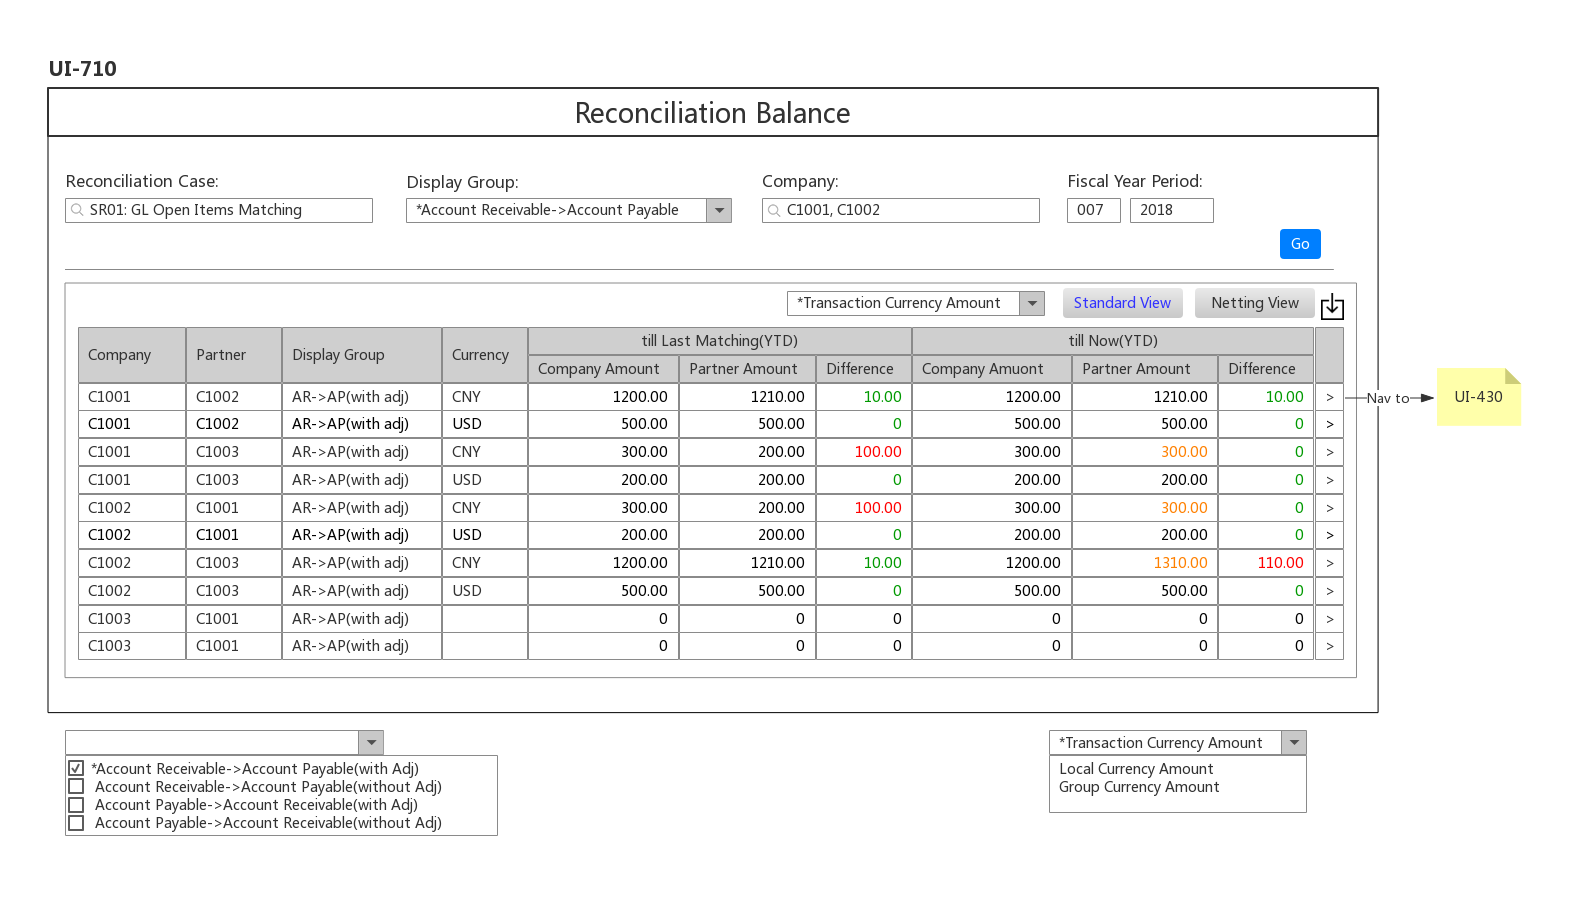 UI-710
Reconciliation Balance
Reconciliation Case: Display Group: Company: Fiscal Year Period:
SR01: GL Open Items Matching *Account Receivable->Account Payable C1001, C1002 007 2018
Go
*Transaction Currency Amount Standard View Netting View
Company Partner Display Group Currency till Last Matching(YTD) till Now(YTD)
Company Amount Partner Amount Difference Company Amuont Partner Amount Difference
C1001 C1002 AR->AP(with adj) CNY 1200.00 1210.00 10.00 1200.00 1210.00 10.00 > Nav to UI-430
C1001 C1002 AR->AP(with adj) USD 500.00 500.00 0 500.00 500.00 0 >
C1001 C1003 AR->AP(with adj) CNY 300.00 200.00 100.00 300.00 300.00 0 >
C1001 C1003 AR->AP(with adj) USD 200.00 200.00 0 200.00 200.00 0 >
C1002 C1001 AR->AP(with adj) CNY 300.00 200.00 100.00 300.00 300.00 0 >
C1002 C1001 AR->AP(with adj) USD 200.00 200.00 0 200.00 200.00 0 >
C1002 C1003 AR->AP(with adj) CNY 1200.00 1210.00 10.00 1200.00 1310.00 110.00 >
C1002 C1003 AR->AP(with adj) USD 500.00 500.00 0 500.00 500.00 0 >
C1003 C1001 AR->AP(with adj) 0 0 0 0 0 0 >
C1003 C1001 AR->AP(with adj) 0 0 0 0 0 0 >
*Transaction Currency Amount
*Account Receivable->Account Payable(with Adj) Local Currency Amount
Account Receivable->Account Payable(without Adj) Group Currency Amount
Account Payable->Account Receivable(with Adj)
Account Payable->Account Receivable(without Adj)